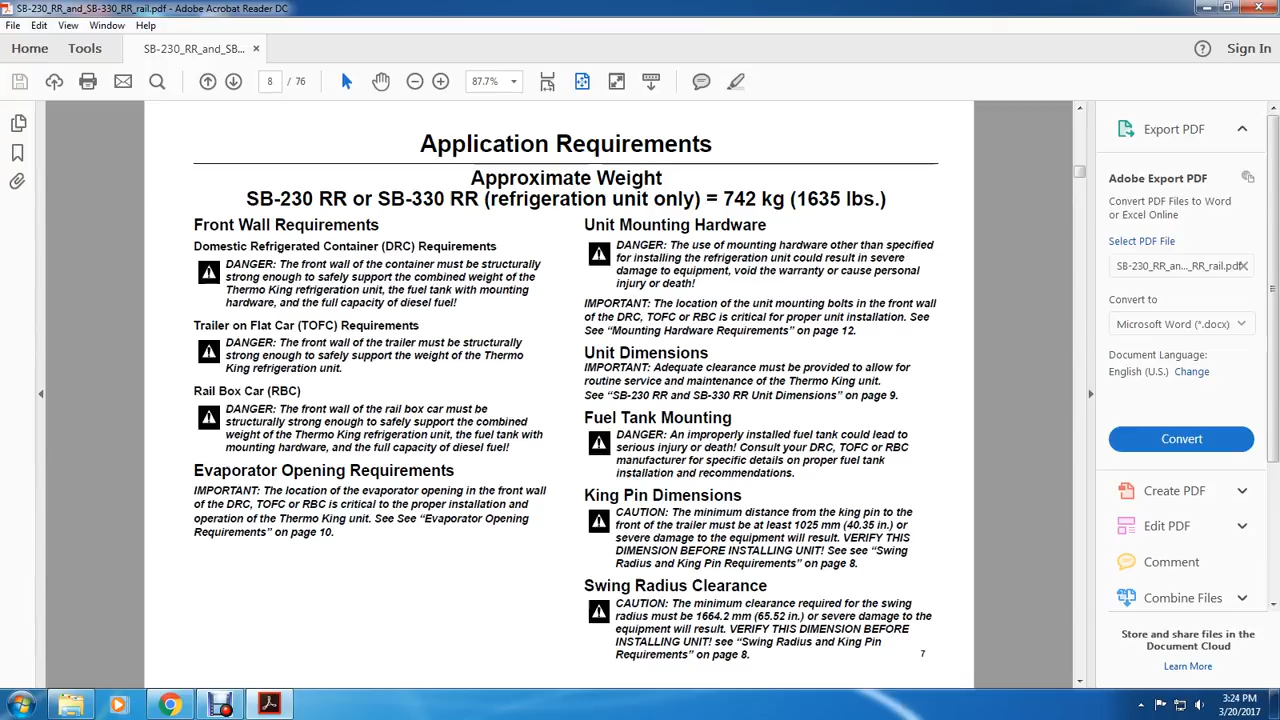 SB-230_RR_and_SB-330_RR_rail.pdf - Adobe Acrobat Reader DC
File Edit View Window Help
Home Tools SB-230_RR_and_SB... × Sign In
8 / 76 87.7%
Application Requirements
Approximate Weight
SB-230 RR or SB-330 RR (refrigeration unit only) = 742 kg (1635 lbs.)
Front Wall Requirements
Domestic Refrigerated Container (DRC) Requirements
DANGER: The front wall of the container must be structurally
strong enough to safely support the combined weight of the
Thermo King refrigeration unit, the fuel tank with mounting
hardware, and the full capacity of diesel fuel!
Trailer on Flat Car (TOFC) Requirements
DANGER: The front wall of the trailer must be structurally
strong enough to safely support the weight of the Thermo
King refrigeration unit.
Rail Box Car (RBC)
DANGER: The front wall of the rail box car must be
structurally strong enough to safely support the combined
weight of the Thermo King refrigeration unit, the fuel tank with
mounting hardware, and the full capacity of diesel fuel!
Evaporator Opening Requirements
IMPORTANT: The location of the evaporator opening in the front wall
of the DRC, TOFC or RBC is critical to the proper installation and
operation of the Thermo King unit. See See “Evaporator Opening
Requirements” on page 10.
Unit Mounting Hardware
DANGER: The use of mounting hardware other than specified
for installing the refrigeration unit could result in severe
damage to equipment, void the warranty or cause personal
injury or death!
IMPORTANT: The location of the unit mounting bolts in the front wall
of the DRC, TOFC or RBC is critical for proper unit installation. See
See “Mounting Hardware Requirements” on page 12.
Unit Dimensions
IMPORTANT: Adequate clearance must be provided to allow for
routine service and maintenance of the Thermo King unit.
See “SB-230 RR and SB-330 RR Unit Dimensions” on page 9.
Fuel Tank Mounting
DANGER: An improperly installed fuel tank could lead to
serious injury or death! Consult your DRC, TOFC or RBC
manufacturer for specific details on proper fuel tank
installation and recommendations.
King Pin Dimensions
CAUTION: The minimum distance from the king pin to the
front of the trailer must be at least 1025 mm (40.35 in.) or
severe damage to the equipment will result. VERIFY THIS
DIMENSION BEFORE INSTALLING UNIT! See see “Swing
Radius and King Pin Requirements” on page 8.
Swing Radius Clearance
CAUTION: The minimum clearance required for the swing
radius must be 1664.2 mm (65.52 in.) or severe damage to the
equipment will result. VERIFY THIS DIMENSION BEFORE
INSTALLING UNIT! see “Swing Radius and King Pin
Requirements” on page 8.
7
Export PDF
Adobe Export PDF
Convert PDF Files to Word
or Excel Online
Select PDF File
SB-230_RR_an..._RR_rail.pdf
Convert to
Microsoft Word (*.docx)
Document Language:
English (U.S.) Change
Convert
Create PDF
Edit PDF
Comment
Combine Files
Store and share files in the
Document Cloud
Learn More
3:24 PM
3/20/2017